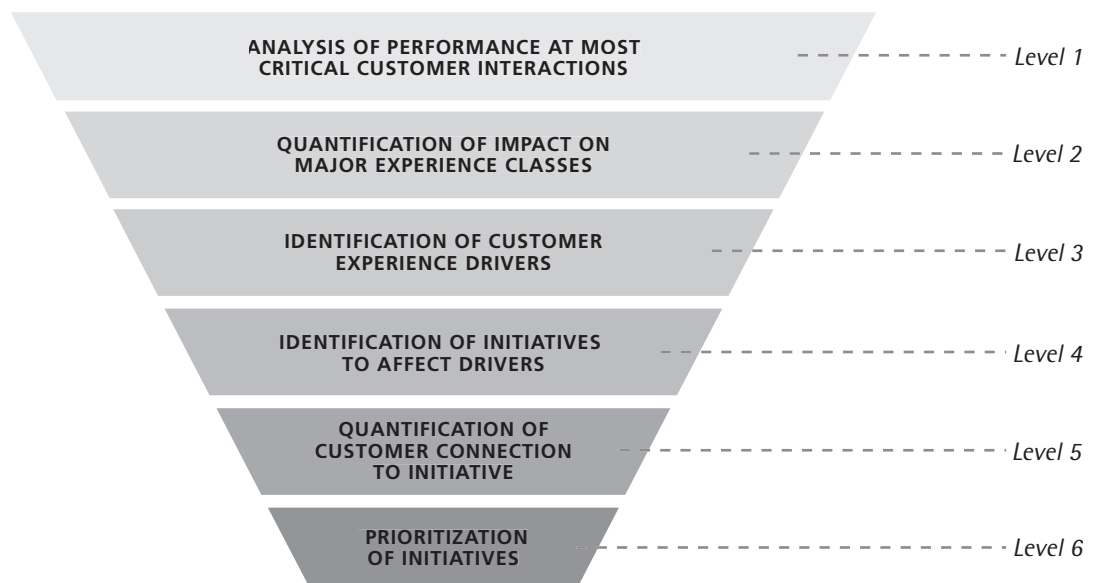 ANALYSIS OF PERFORMANCE AT MOST
CRITICAL CUSTOMER INTERACTIONS
Level 1
QUANTIFICATION OF IMPACT ON
MAJOR EXPERIENCE CLASSES
Level 2
IDENTIFICATION OF CUSTOMER
EXPERIENCE DRIVERS
Level 3
IDENTIFICATION OF INITIATIVES
TO AFFECT DRIVERS
Level 4
QUANTIFICATION OF
CUSTOMER CONNECTION
TO INITIATIVE
Level 5
PRIORITIZATION
OF INITIATIVES
Level 6